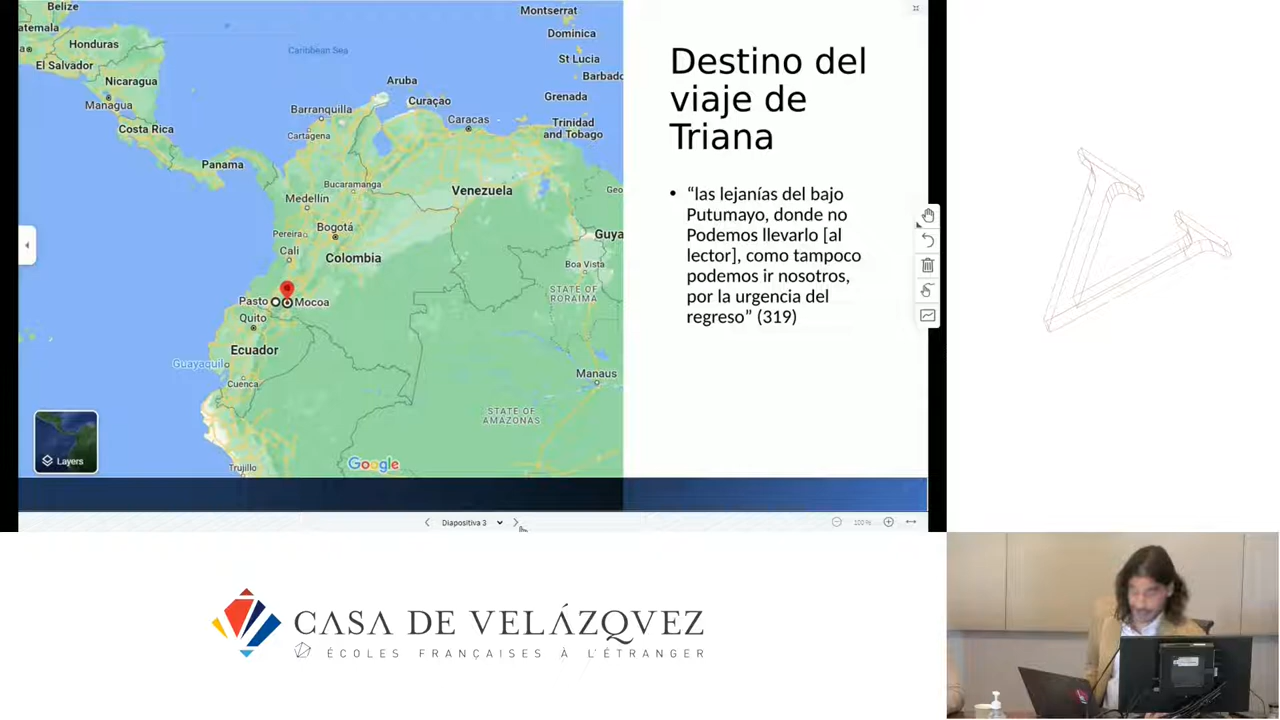 Belize
atemala
Honduras
El Salvador
Nicaragua
Managua
Costa Rica
Panama
Caribbean Sea
Montserrat
Dominica
St Lucia
Barbado
Grenada
Trinidad
and Tobago
Aruba
Curaçao
Barranquilla
Cartagena
Caracas
Bucaramanga
Venezuela
Medellin
Geo
Bogotá
Pereira
Guya
Cali
Colombia
Boa Vista
STATE OF
RORAIMA
Pasto
Mocoa
Quito
Ecuador
Guayaquil
Cuenca
Manaus
STATE OF
AMAZONAS
Layers
Trujillo
Google
Destino del
viaje de
Triana
• “las lejanías del bajo
Putumayo, donde no
Podemos llevarlo [al
lector], como tampoco
podemos ir nosotros,
por la urgencia del
regreso” (319)
Diapositiva 3
100 %
CASA DE VELÁZQVEZ
ÉCOLES FRANÇAISES À L'ÉTRANGER